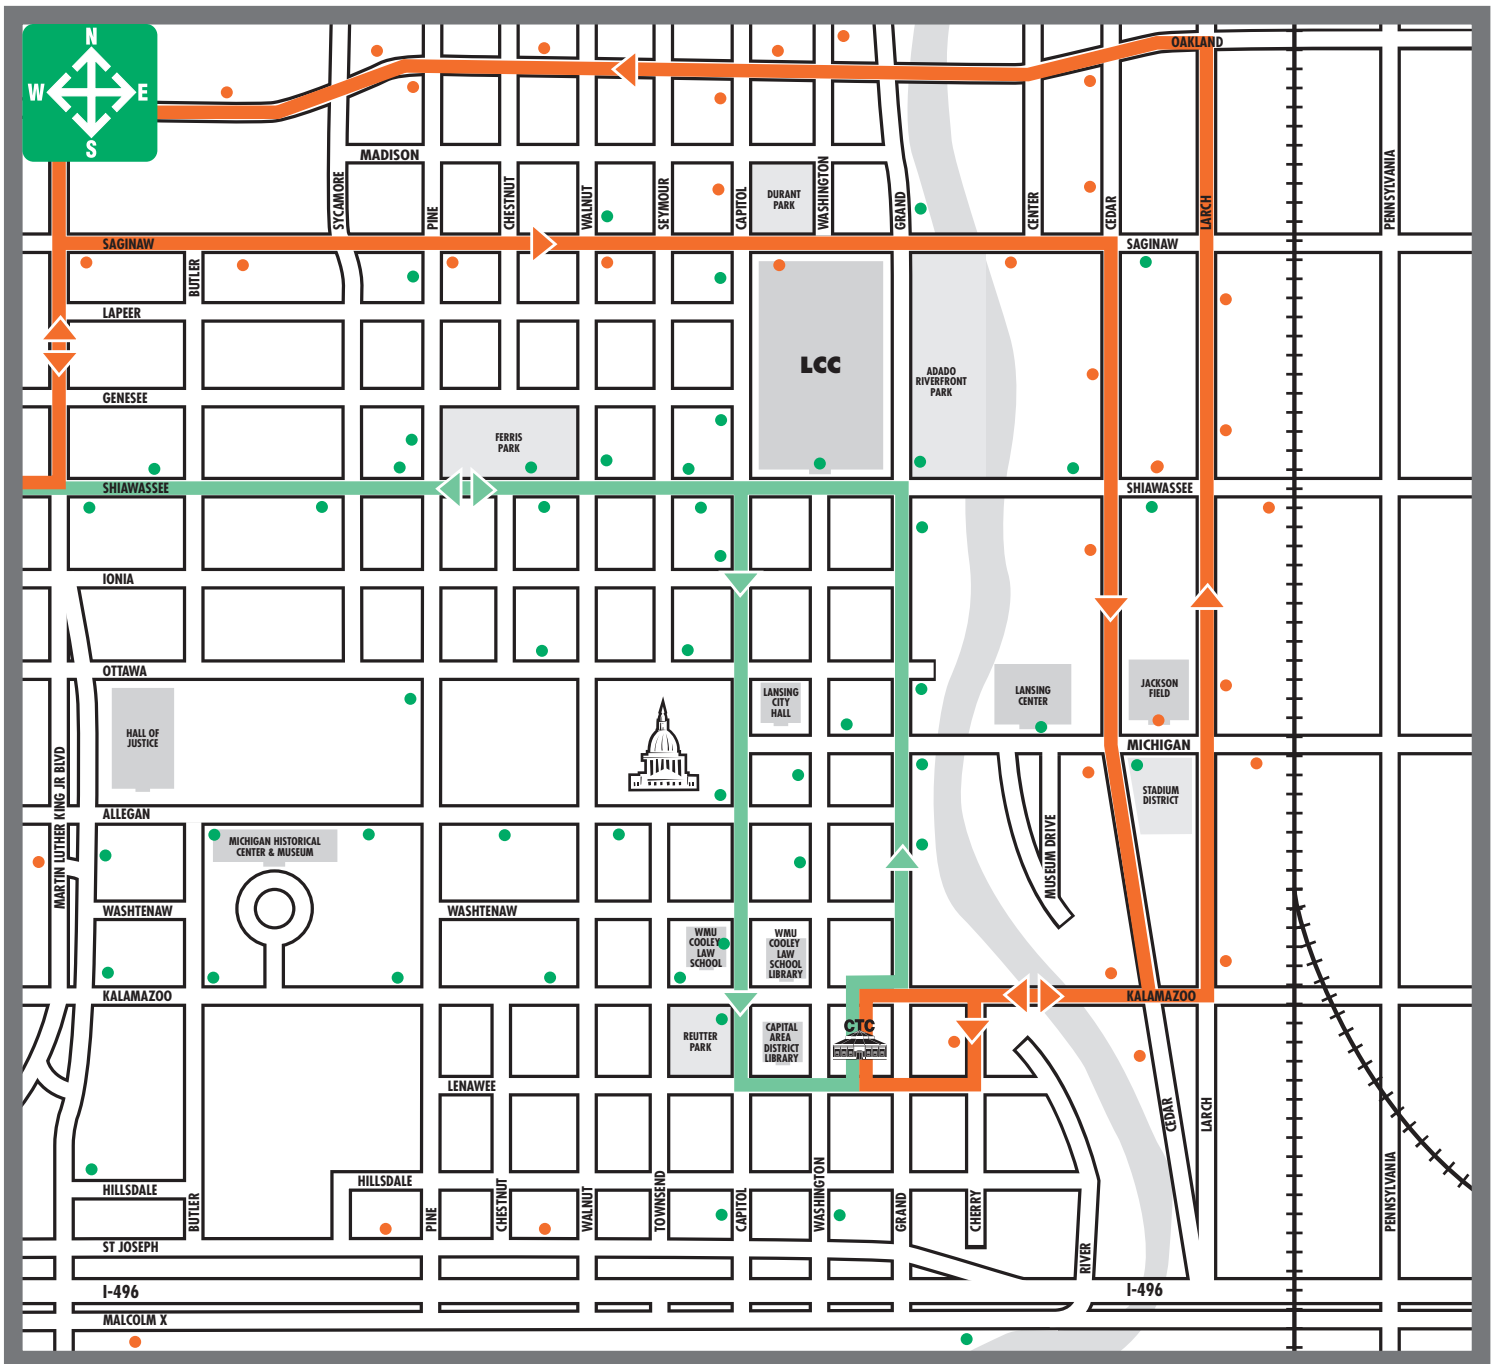 N
W E
S
OAKLAND
MADISON
SYCAMORE
PINE
CHESTNUT
WALNUT
SEYMOUR
CAPITOL
DURANT
PARK
WASHINGTON
GRAND
CENTER
CEDAR
LARCH
PENNSYLVANIA
SAGINAW
SAGINAW
BUTLER
LAPEER
LCC
ADADO
RIVERFRONT
PARK
GENESEE
FERRIS
PARK
SHIAWASSEE
SHIAWASSEE
IONIA
OTTAWA
HALL OF
JUSTICE
LANSING
CITY
HALL
LANSING
CENTER
JACKSON
FIELD
MICHIGAN
STADIUM
DISTRICT
MARTIN LUTHER KING JR BLVD
ALLEGAN
MICHIGAN HISTORICAL
CENTER & MUSEUM
MUSEUM DRIVE
WASHTENAW
WASHTENAW
WMU
COOLEY
LAW
SCHOOL
WMU
COOLEY
LAW
SCHOOL
LIBRARY
KALAMAZOO
KALAMAZOO
REUTTER
PARK
CAPITAL
AREA
DISTRICT
LIBRARY
CTC
LENAWEE
CEDAR
LARCH
HILLSDALE
HILLSDALE
BUTLER
PINE
CHESTNUT
WALNUT
TOWNSEND
CAPITOL
WASHINGTON
GRAND
CHERRY
RIVER
PENNSYLVANIA
ST JOSEPH
I-496
I-496
MALCOLM X